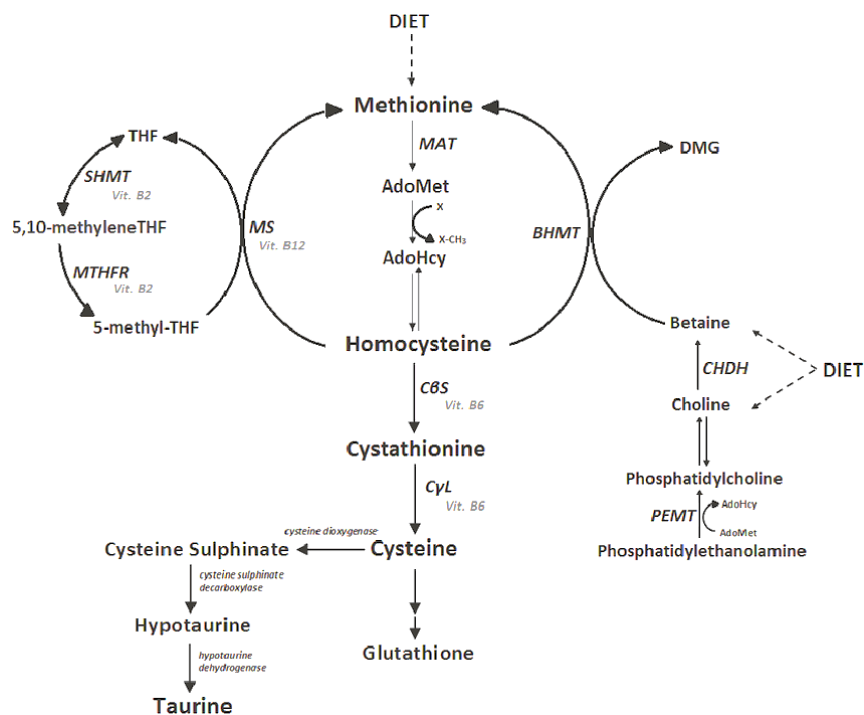 DIET
Methionine
THF
MAT
DMG
SHMT
Vit. B2
AdoMet
X
5,10-methyleneTHF
MS
Vit. B12
X-CH₃
BHMT
AdoHcy
MTHFR
Vit. B2
5-methyl-THF
Betaine
Homocysteine
CHDH
DIET
CβS
Vit. B6
Choline
Cystathionine
Phosphatidylcholine
CγL
Vit. B6
AdoHcy
PEMT
AdoMet
cysteine dioxygenase
Cysteine Sulphinate
Cysteine
Phosphatidylethanolamine
cysteine sulphinate
decarboxylase
Hypotaurine
Glutathione
hypotaurine
dehydrogenase
Taurine